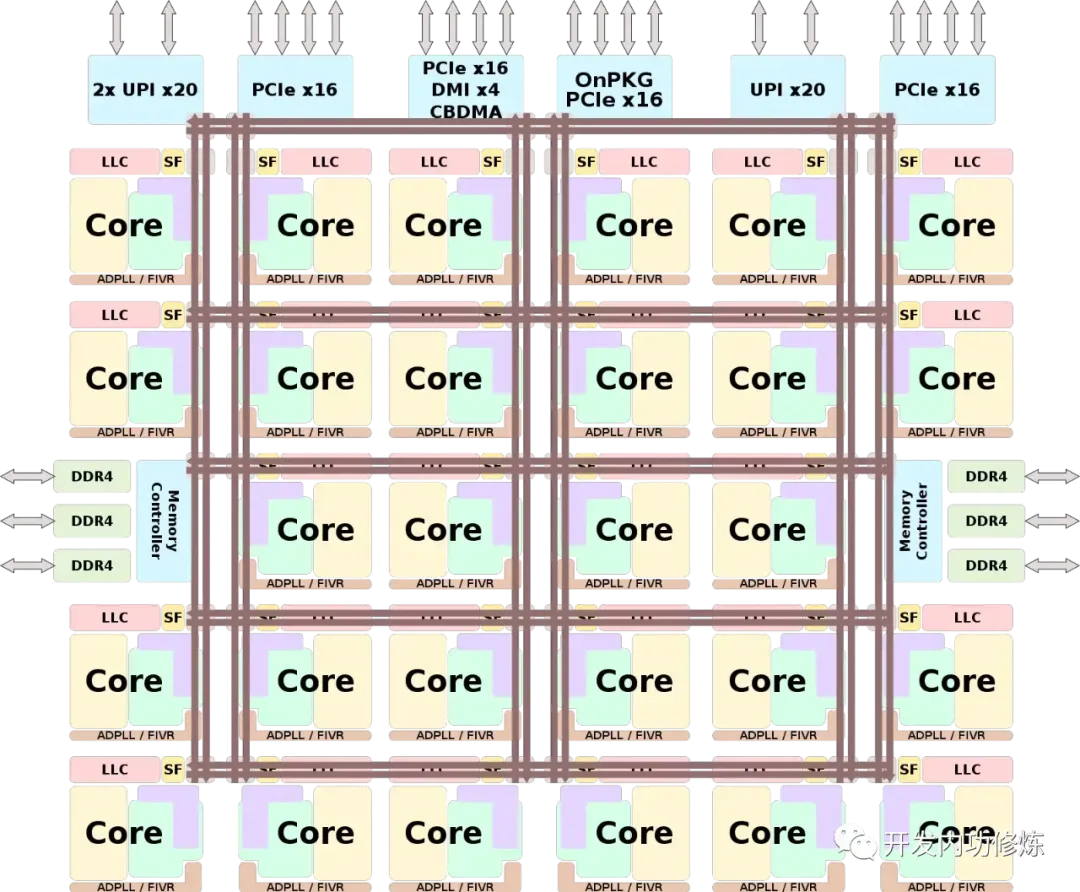 2x UPI x20
PCIe x16
PCIe x16
DMI x4
CBDMA
OnPKG
PCIe x16
UPI x20
PCIe x16
LLC SF SF LLC LLC SF SF LLC LLC SF SF LLC
Core Core Core Core Core Core
ADPLL / FIVR ADPLL / FIVR ADPLL / FIVR ADPLL / FIVR ADPLL / FIVR ADPLL / FIVR
LLC SF SF LLC
Core Core Core Core Core Core
ADPLL / FIVR ADPLL / FIVR ADPLL / FIVR ADPLL / FIVR ADPLL / FIVR ADPLL / FIVR
DDR4
DDR4
DDR4
Memory
Controller
Core Core Core Core
ADPLL / FIVR ADPLL / FIVR ADPLL / FIVR ADPLL / FIVR
Memory
Controller
DDR4
DDR4
DDR4
LLC SF SF LLC
Core Core Core Core Core Core
ADPLL / FIVR ADPLL / FIVR ADPLL / FIVR ADPLL / FIVR ADPLL / FIVR ADPLL / FIVR
LLC SF SF LLC
Core Core Core Core Core Core
开发内功修炼
ADPLL / FIVR ADPLL / FIVR ADPLL / FIVR ADPLL / FIVR ADPLL / FIVR ADPLL / FIVR